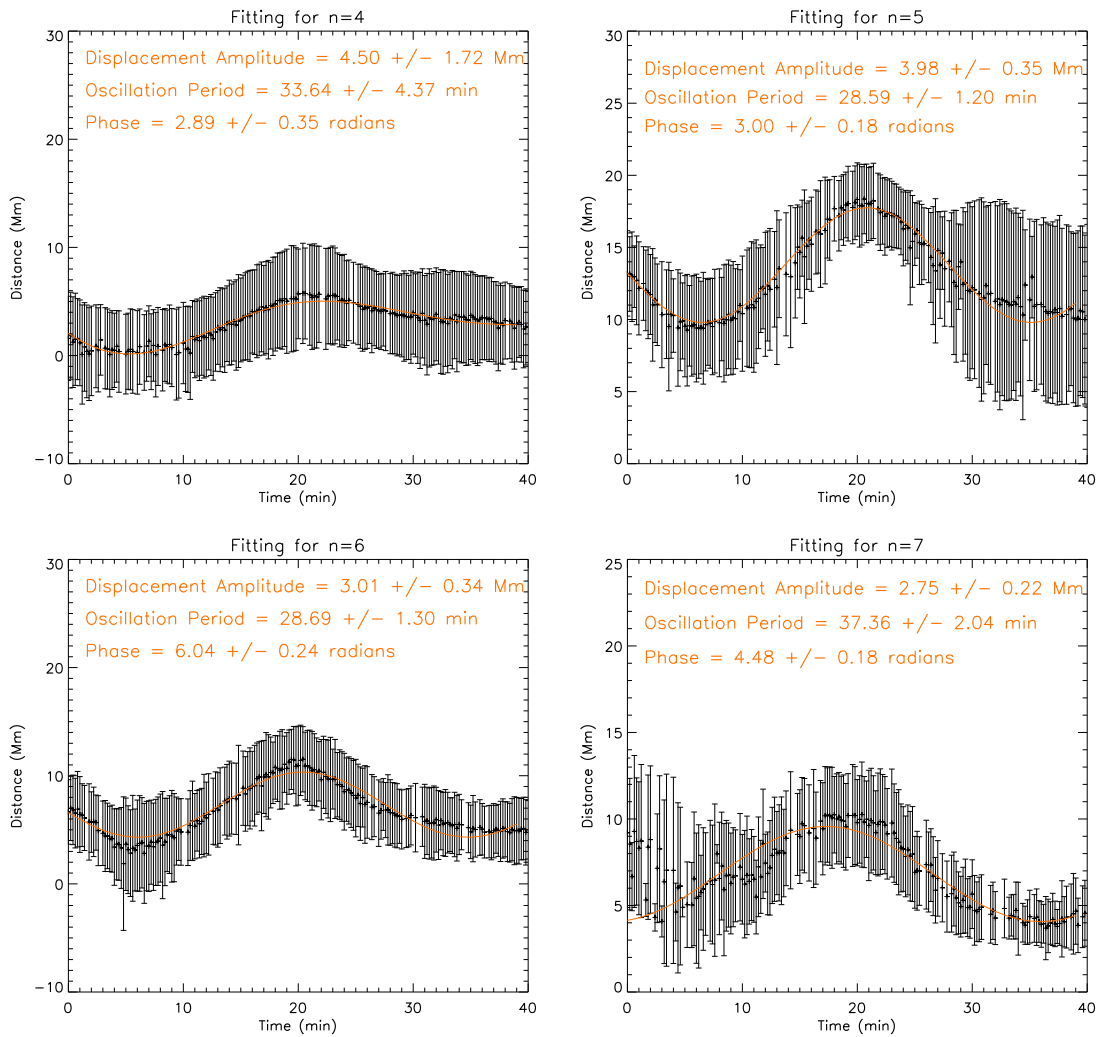 Fitting for n=4
Displacement Amplitude = 4.50 +/- 1.72 Mm
Oscillation Period = 33.64 +/- 4.37 min
Phase = 2.89 +/- 0.35 radians
30
20
10
0
-10
Distance (Mm)
0 10 20 30 40
Time (min)
Fitting for n=5
Displacement Amplitude = 3.98 +/- 0.35 Mm
Oscillation Period = 28.59 +/- 1.20 min
Phase = 3.00 +/- 0.18 radians
30
25
20
15
10
5
0
Distance (Mm)
0 10 20 30 40
Time (min)
Fitting for n=6
Displacement Amplitude = 3.01 +/- 0.34 Mm
Oscillation Period = 28.69 +/- 1.30 min
Phase = 6.04 +/- 0.24 radians
30
20
10
0
-10
Distance (Mm)
0 10 20 30 40
Time (min)
Fitting for n=7
Displacement Amplitude = 2.75 +/- 0.22 Mm
Oscillation Period = 37.36 +/- 2.04 min
Phase = 4.48 +/- 0.18 radians
25
20
15
10
5
0
Distance (Mm)
0 10 20 30 40
Time (min)